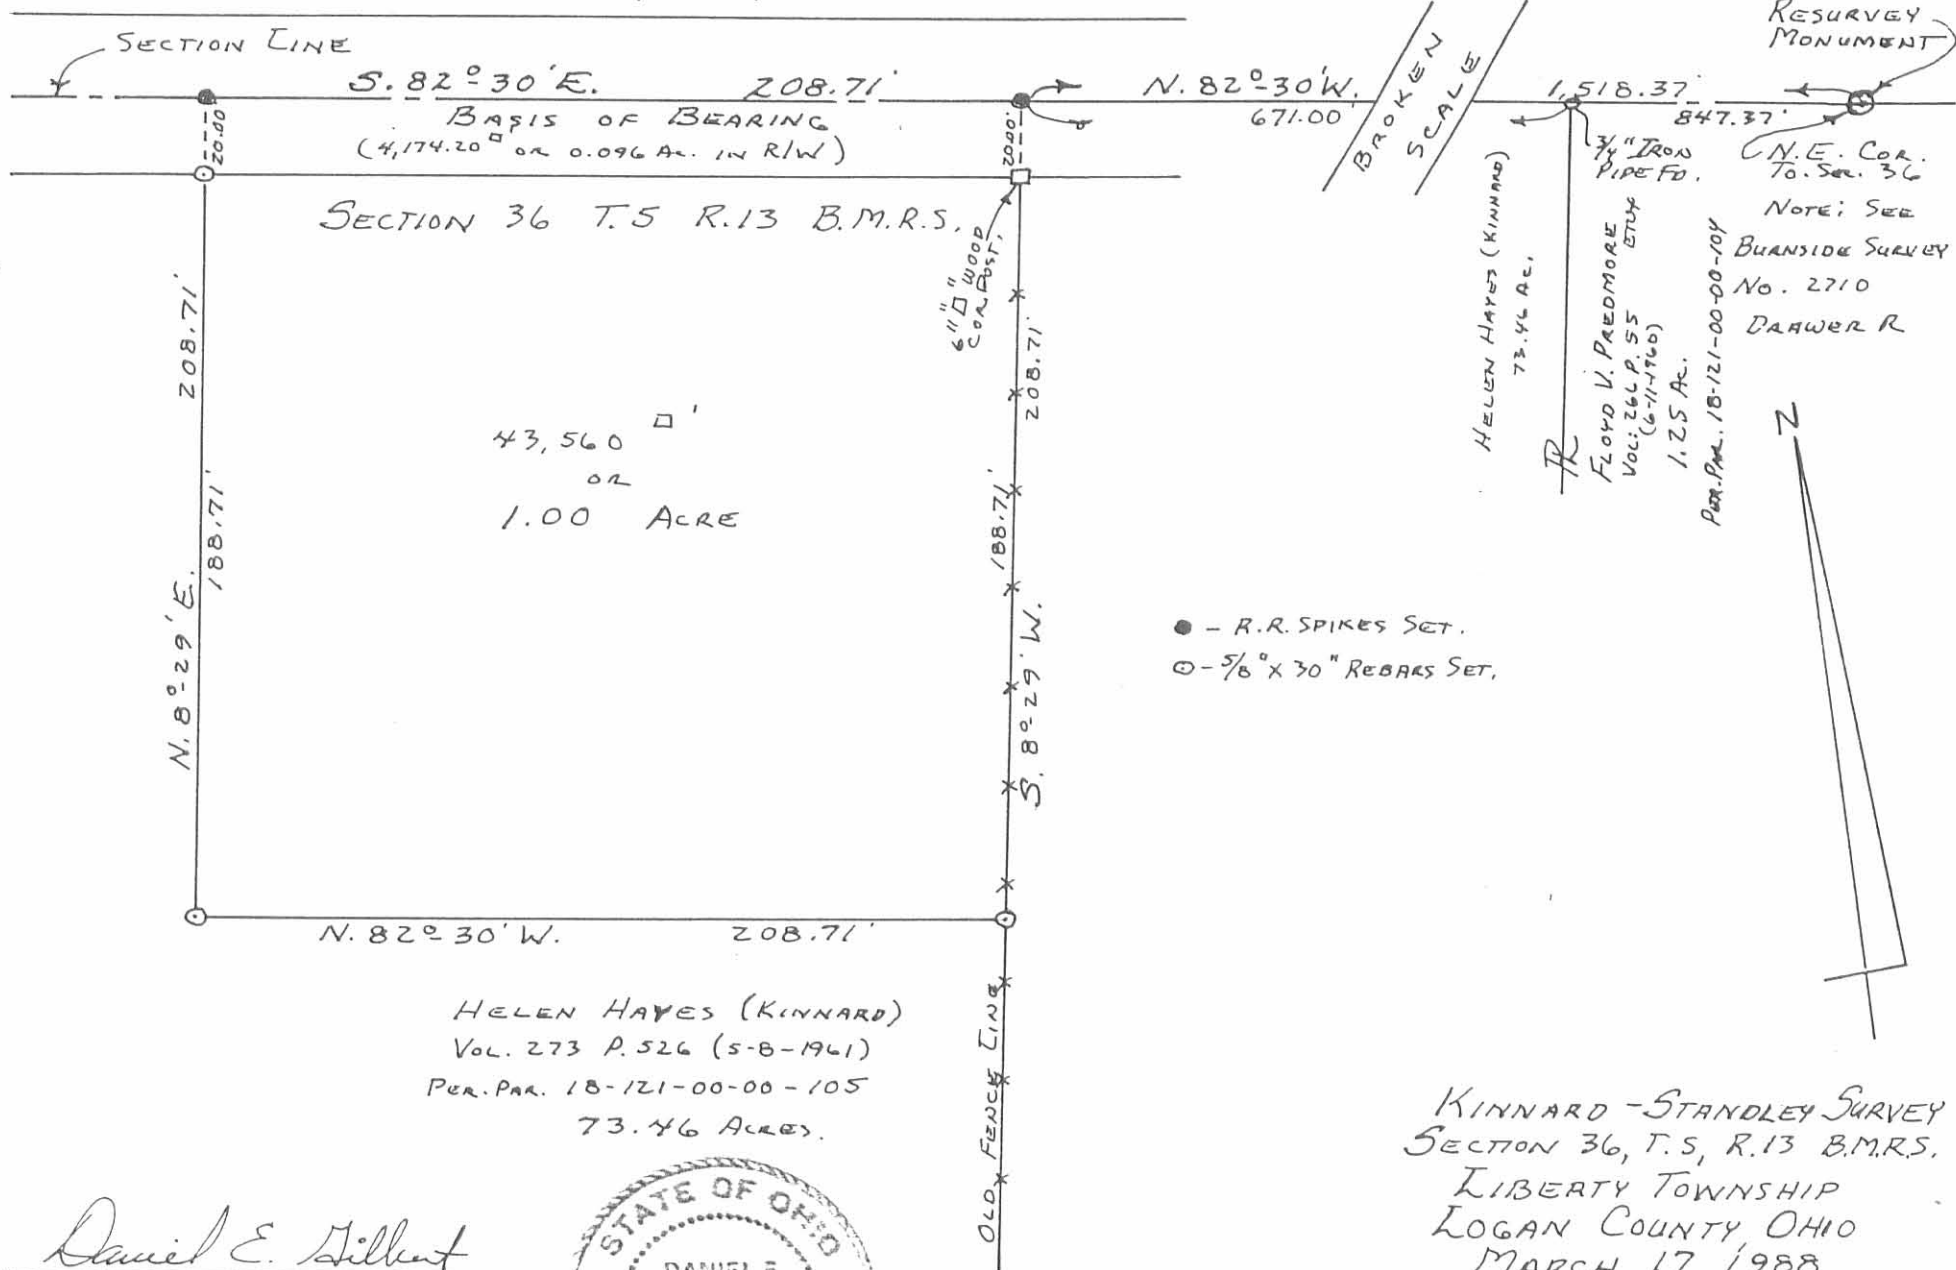 SECTION LINE
S. 82°-30' E. 208.71'
BASIS OF BEARING
(4,174.20 □ OR 0.096 AC. IN R/W)
20.00'
20.00'
N. 82°-30' W. 1,518.37'
671.00'
847.37'
BROKEN
SCALE
RESURVEY
MONUMENT
3/4" IRON
PIPE FD.
N.E. COR.
TO. SEC. 36
NOTE: SEE
BURNSIDE SURVEY
NO. 2710
DRAWER R
SECTION 36 T.5 R.13 B.M.R.S.
6" "□" WOOD
COR. POST.
HELEN HAYES (KINNARD)
73.46 AC.
PL
FLOYD V. PREDMORE ETUX
VOL: 266 P. 55
(6-11-1960)
1.25 AC.
PER. PAR. 18-121-00-00-104
208.71'
188.71'
N. 8°-29' E.
43,560 □'
OR
1.00 ACRE
208.71'
188.71'
S. 8°-29' W.
N
● - R.R. SPIKES SET.
⊙ - 5/8" X 30" REBARS SET.
N. 82°-30' W. 208.71'
HELEN HAYES (KINNARD)
VOL. 273 P. 526 (5-8-1961)
PER. PAR. 18-121-00-00-105
73.46 ACRES.
OLD FENCE LINE
KINNARD - STANDLEY SURVEY
SECTION 36, T.5, R.13 B.M.R.S.
LIBERTY TOWNSHIP
LOGAN COUNTY, OHIO
MARCH 17, 1988
Daniel E. Gilbert
STATE OF OHIO
DANIEL E.